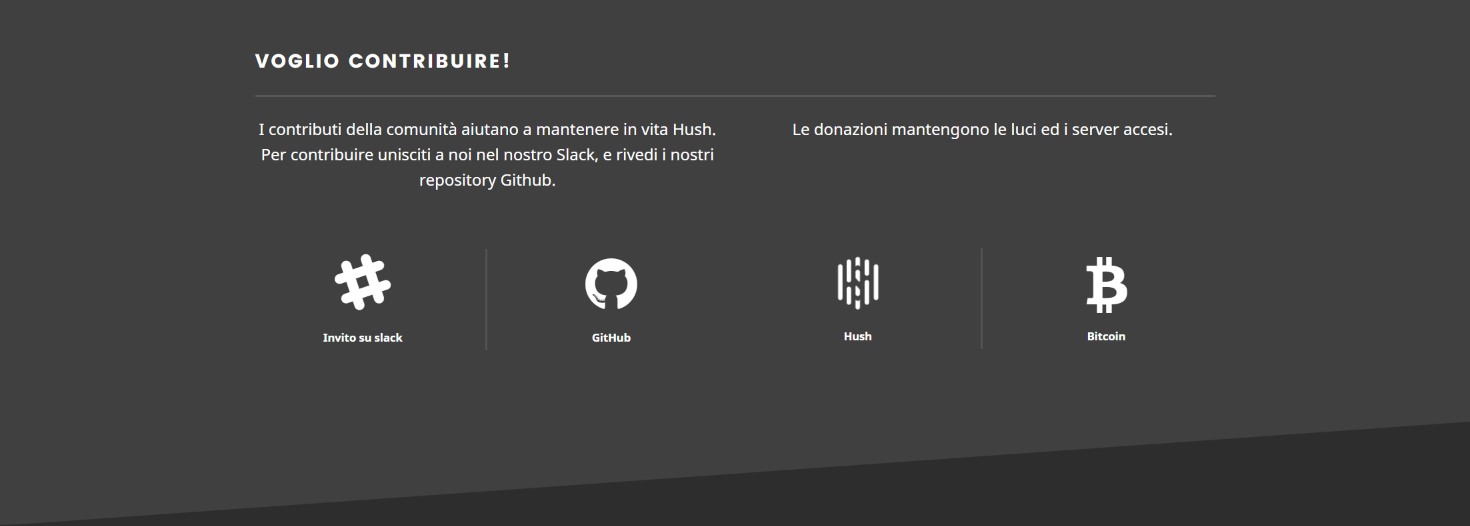 VOGLIO CONTRIBUIRE!
I contributi della comunità aiutano a mantenere in vita Hush.
Per contribuire unisciti a noi nel nostro Slack, e rivedi i nostri
repository Github.
Le donazioni mantengono le luci ed i server accesi.
Invito su slack
GitHub
Hush
Bitcoin